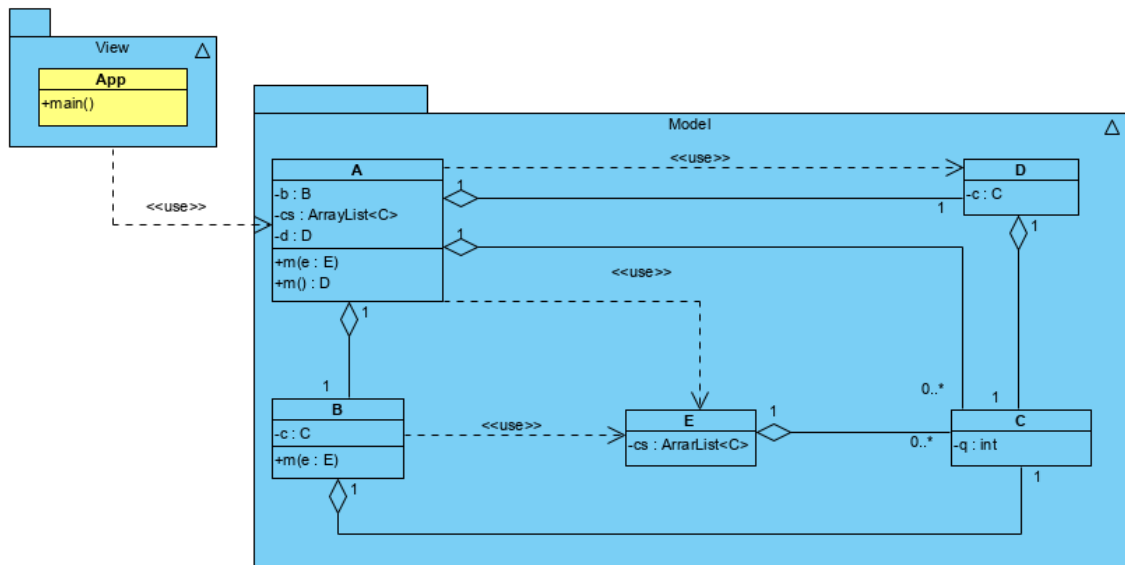 View
App
+main()
<<use>>
Model
A
-b : B
-cs : ArrayList<C>
-d : D
+m(e : E)
+m() : D
<<use>>
1
1
D
-c : C
1
1
<<use>>
1
1
B
-c : C
+m(e : E)
1
<<use>>
E
-cs : ArrarList<C>
1
0..*
0..*
1
C
-q : int
1